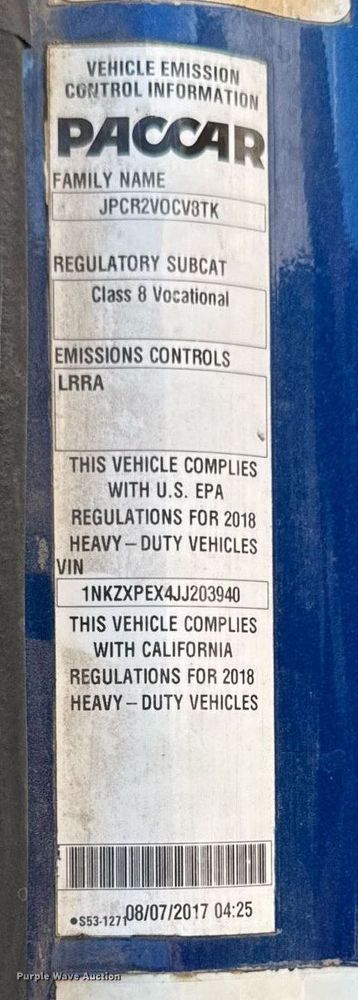 VEHICLE EMISSION
CONTROL INFORMATION
PACCAR
FAMILY NAME
JPCR2VOCV8TK
REGULATORY SUBCAT
Class 8 Vocational
EMISSIONS CONTROLS
LRRA
THIS VEHICLE COMPLIES
WITH U.S. EPA
REGULATIONS FOR 2018
HEAVY – DUTY VEHICLES
VIN
1NKZXPEX4JJ203940
THIS VEHICLE COMPLIES
WITH CALIFORNIA
REGULATIONS FOR 2018
HEAVY – DUTY VEHICLES
•S53-1271 08/07/2017 04:25
Purple Wave Auction